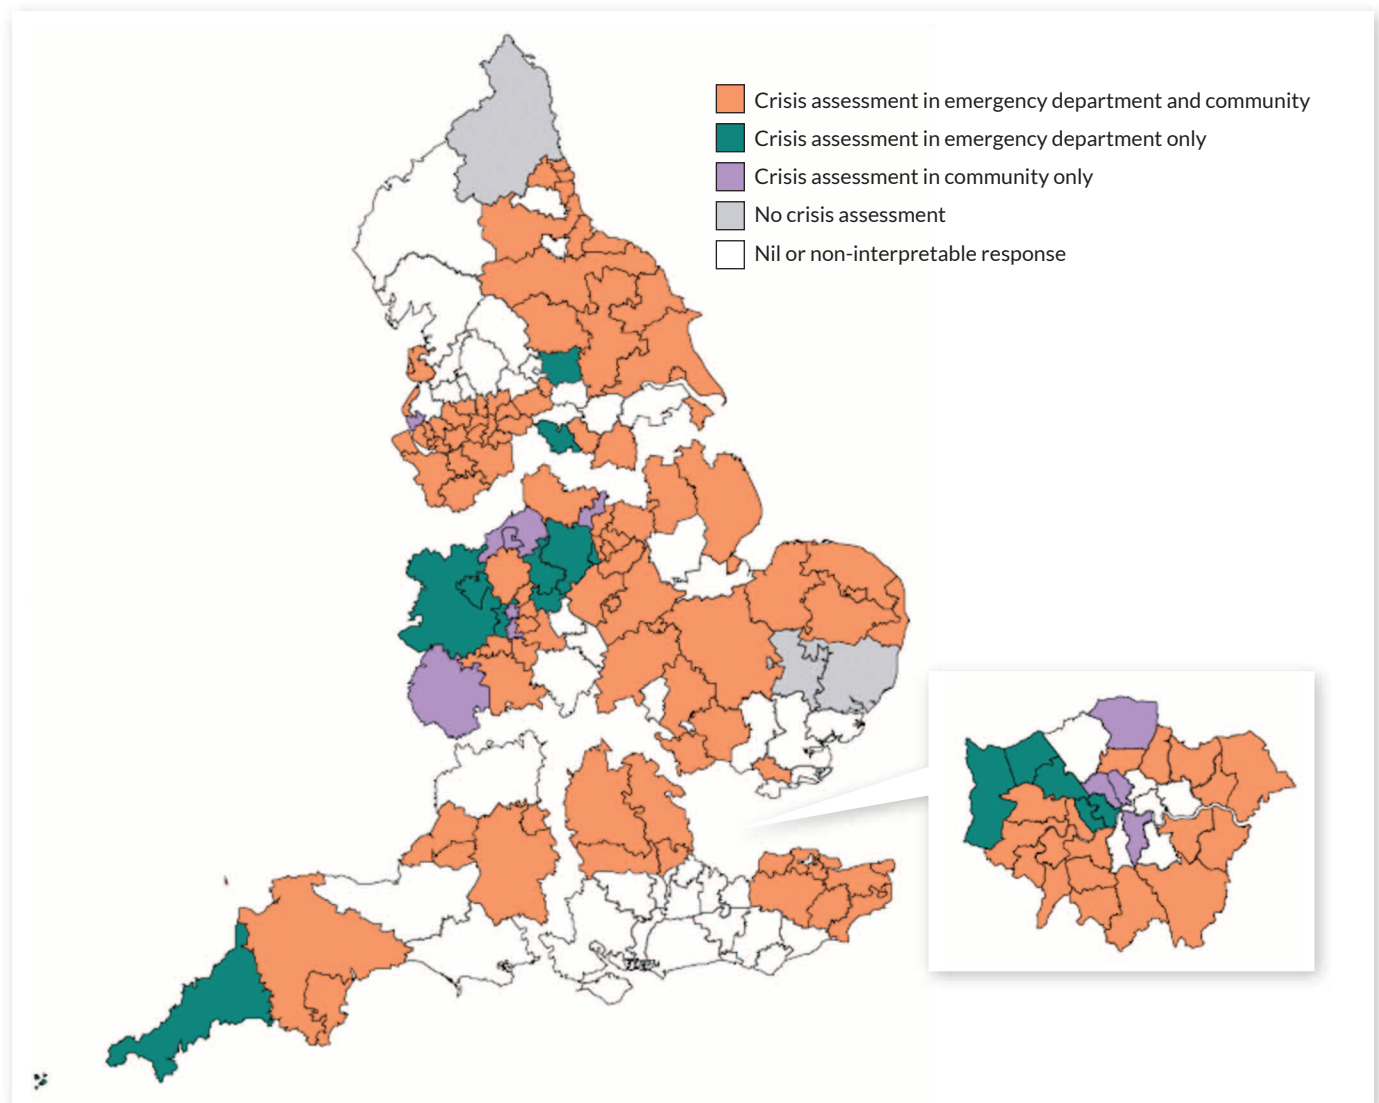 Crisis assessment in emergency department and community
Crisis assessment in emergency department only
Crisis assessment in community only
No crisis assessment
Nil or non-interpretable response